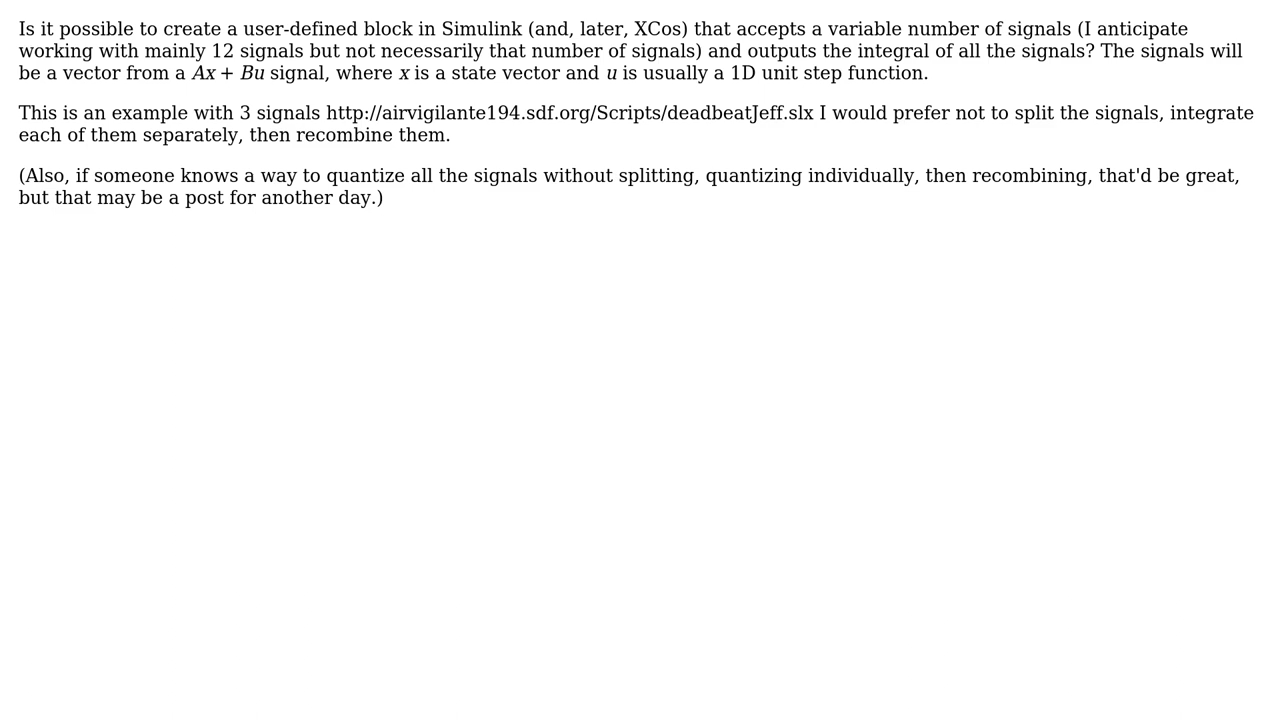 Is it possible to create a user-defined block in Simulink (and, later, XCos) that accepts a variable number of signals (I anticipate
working with mainly 12 signals but not necessarily that number of signals) and outputs the integral of all the signals? The signals will
be a vector from a Ax + Bu signal, where x is a state vector and u is usually a 1D unit step function.
This is an example with 3 signals http://airvigilante194.sdf.org/Scripts/deadbeatJeff.slx I would prefer not to split the signals, integrate
each of them separately, then recombine them.
(Also, if someone knows a way to quantize all the signals without splitting, quantizing individually, then recombining, that'd be great,
but that may be a post for another day.)